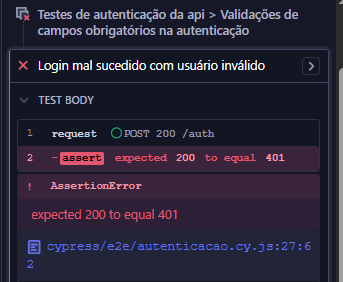 Testes de autenticação da api > Validações de
campos obrigatórios na autenticação
Login mal sucedido com usuário inválido
TEST BODY
1 request POST 200 /auth
2 -assert expected 200 to equal 401
! AssertionError
expected 200 to equal 401
cypress/e2e/autenticacao.cy.js:27:6
2